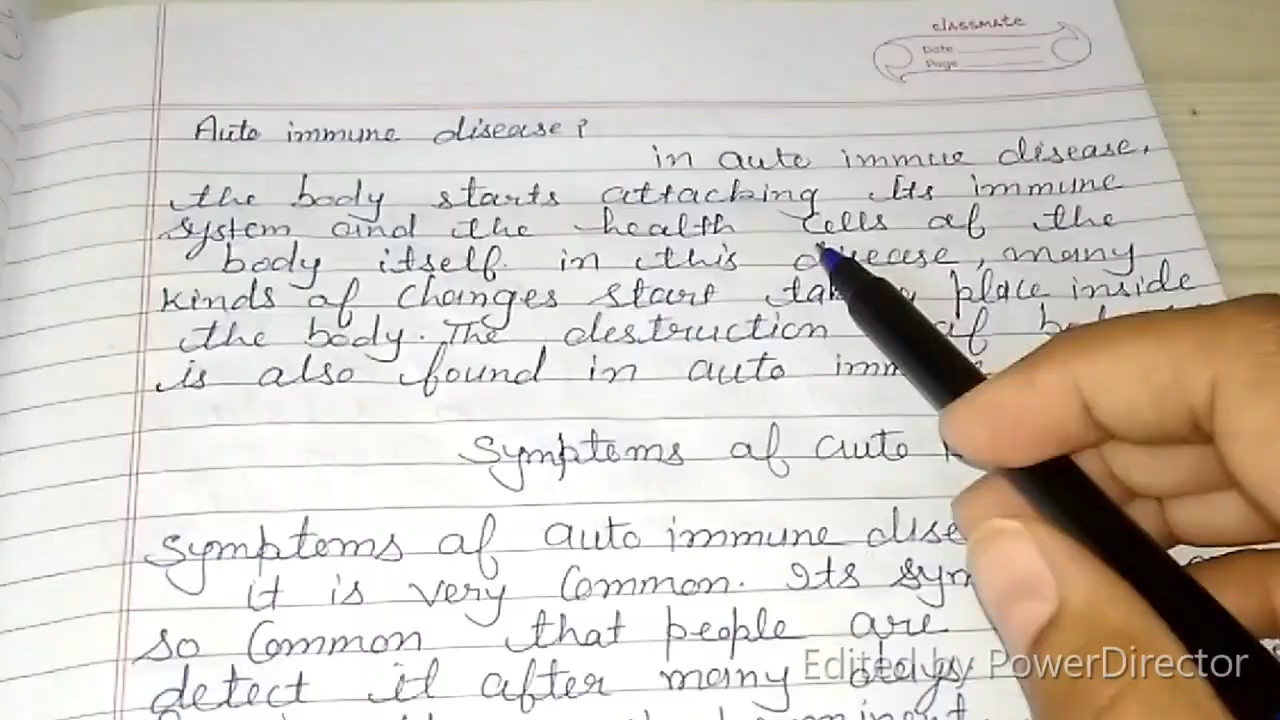 classmate
Date
Page
Auto immune disease?
in auto immue disease,
the body starts attacking Its immune
system and the health cells of the
body itself. in this disease, many
kinds of changes start place inside
the body. The destruction of
is also found in auto
Symptoms of auto
Symptoms of auto immune
it is very Common. Its
so Common that people are
detect it after many days
Edited by PowerDirector